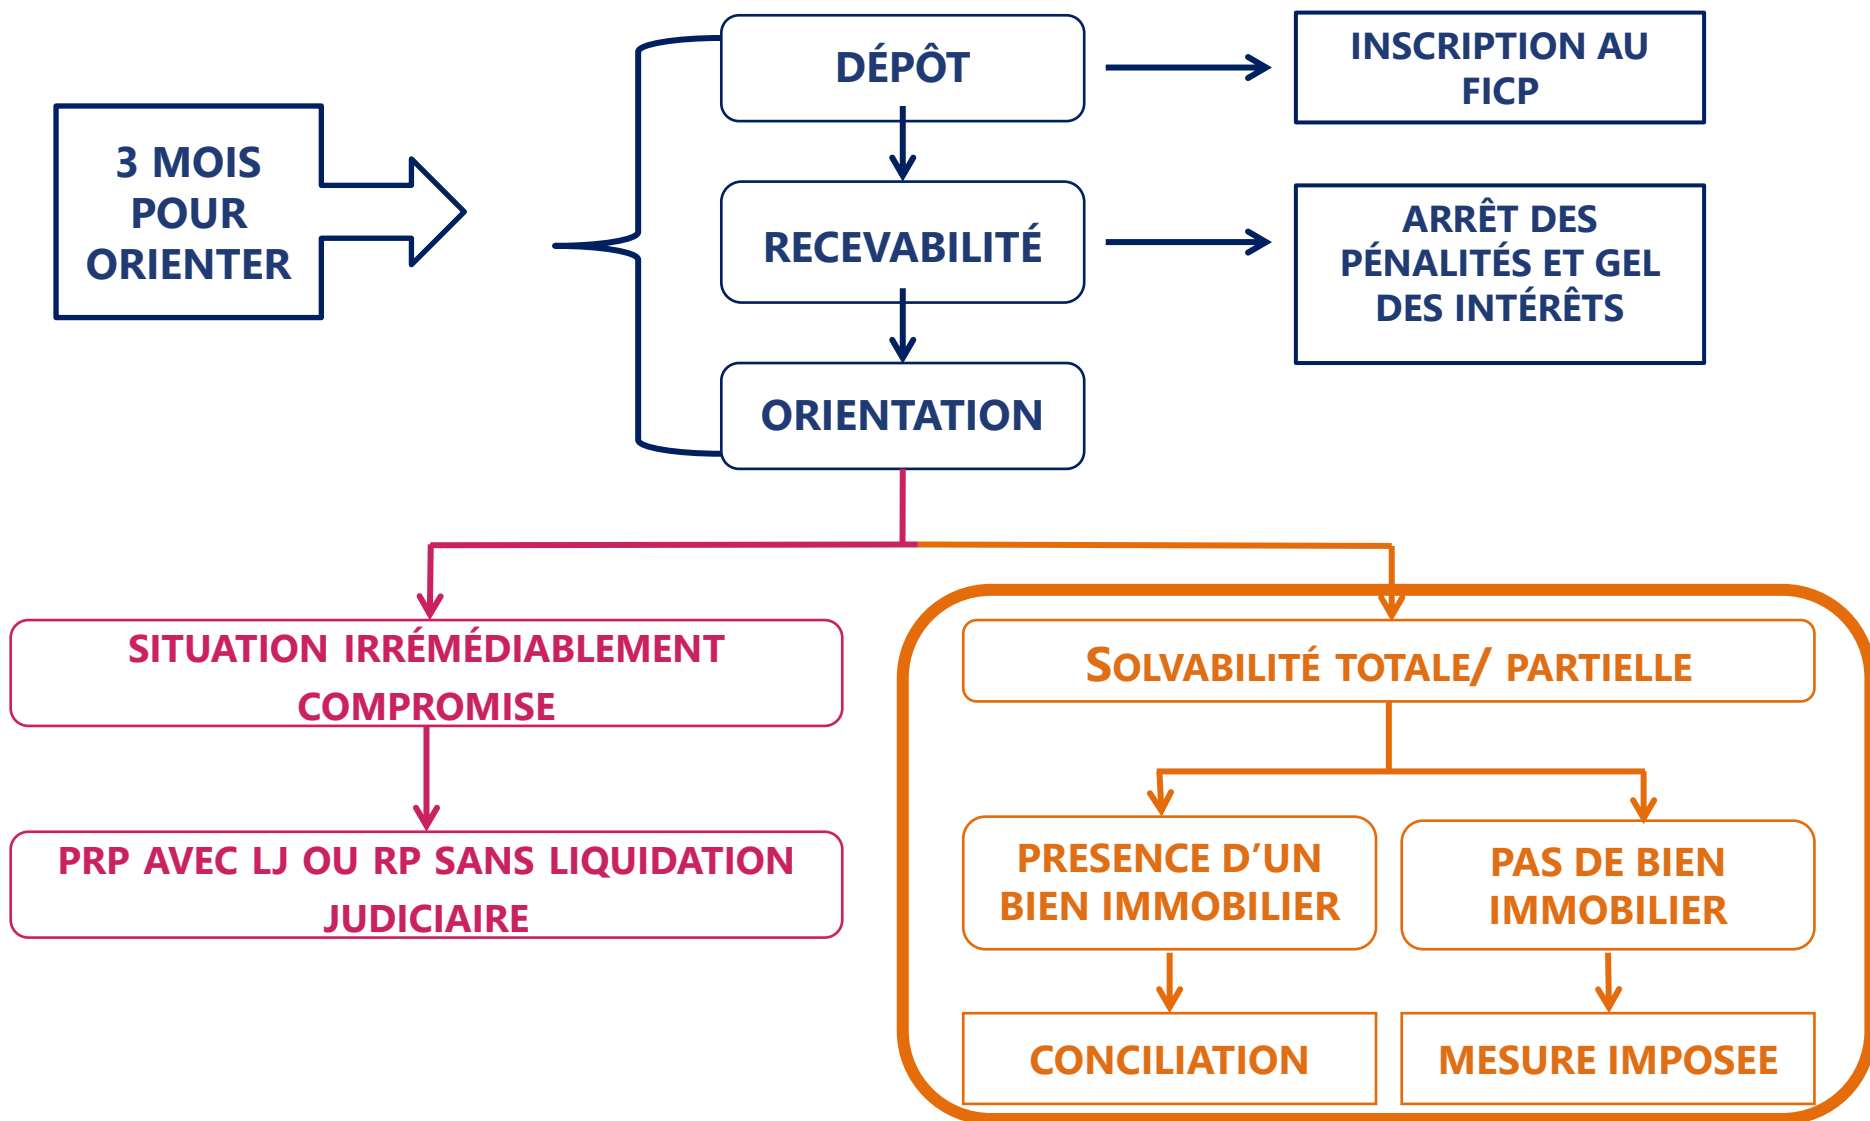 DÉPÔT
INSCRIPTION AU
FICP
3 MOIS
POUR
ORIENTER
RECEVABILITÉ
ARRÊT DES
PÉNALITÉS ET GEL
DES INTÉRÊTS
ORIENTATION
SITUATION IRRÉMÉDIABLEMENT
COMPROMISE
SOLVABILITÉ TOTALE/ PARTIELLE
PRP AVEC LJ OU RP SANS LIQUIDATION
JUDICIAIRE
PRESENCE D’UN
BIEN IMMOBILIER
PAS DE BIEN
IMMOBILIER
CONCILIATION
MESURE IMPOSEE